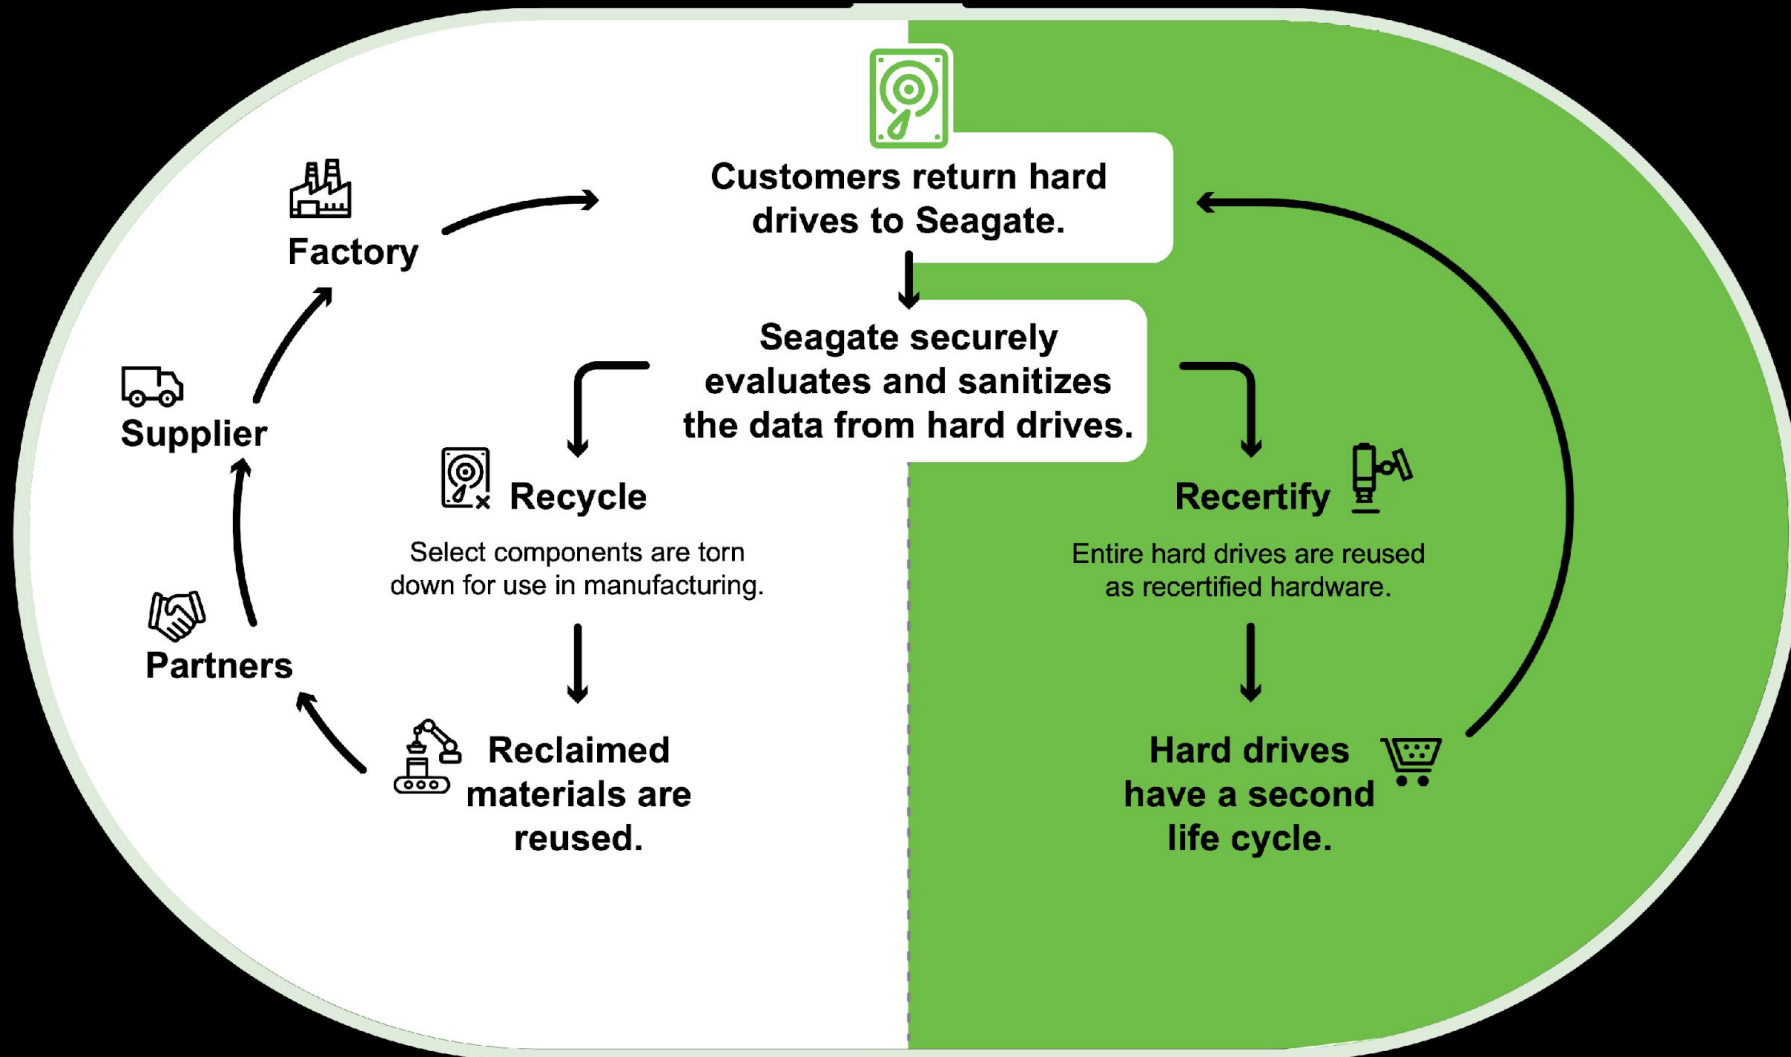 Customers return hard
drives to Seagate.
Seagate securely
evaluates and sanitizes
the data from hard drives.
Recycle
Select components are torn
down for use in manufacturing.
Reclaimed
materials are
reused.
Partners
Supplier
Factory
Recertify
Entire hard drives are reused
as recertified hardware.
Hard drives
have a second
life cycle.